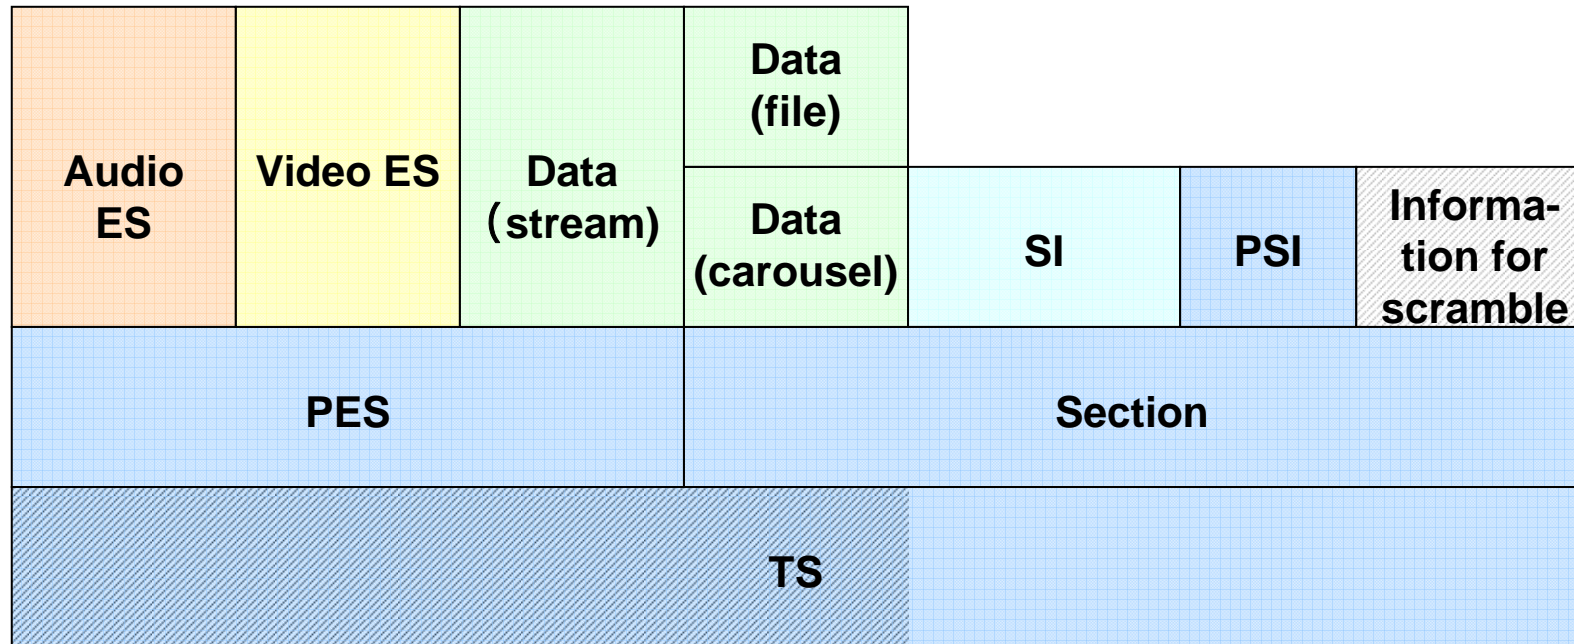 Audio
ES
Video ES
Data
（stream)
Data
(file)
Data
(carousel)
SI
PSI
Informa-
tion for
scramble
PES
Section
TS